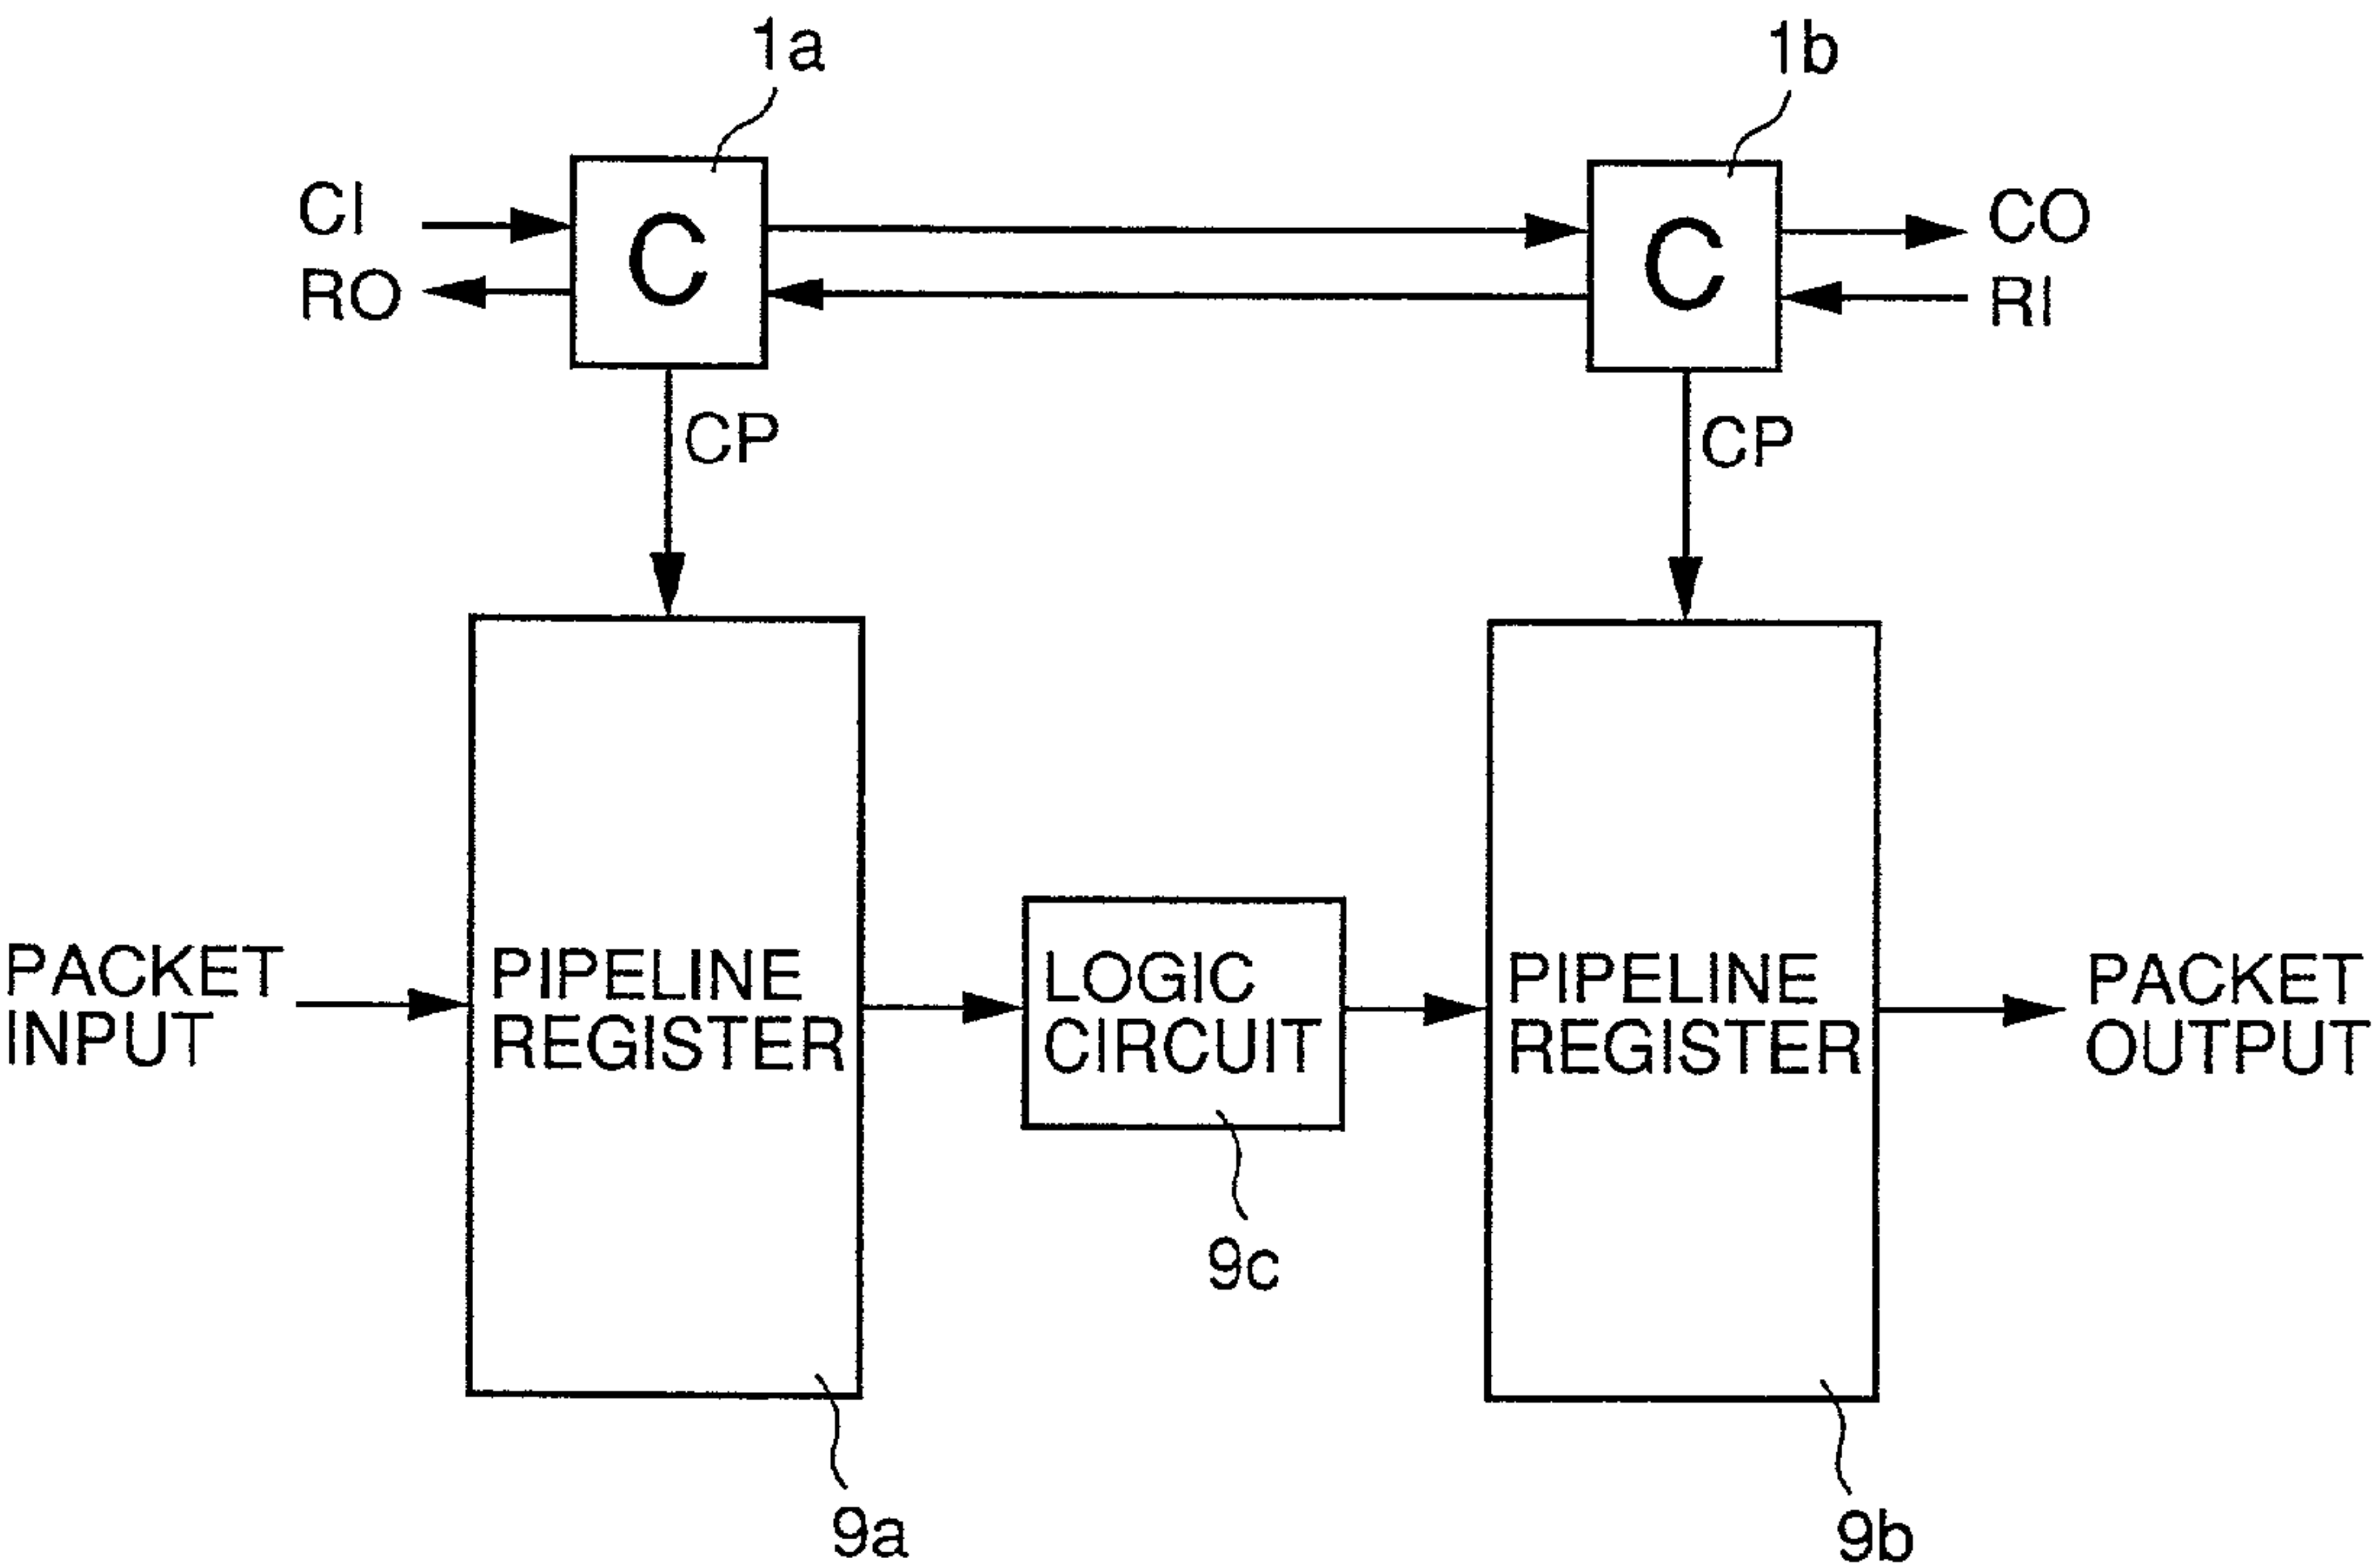 1a
1b
CI
C
C
CO
RO
RI
CP
CP
PACKET
INPUT
PIPELINE
REGISTER
LOGIC
CIRCUIT
PIPELINE
REGISTER
PACKET
OUTPUT
9c
9a
9b